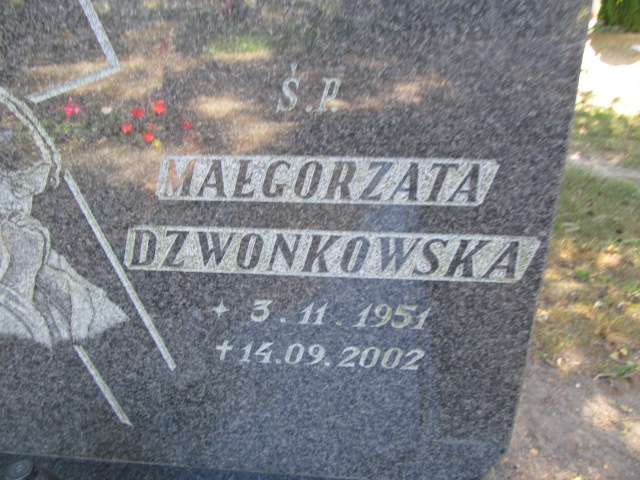 Ś.P.
MAŁGORZATA
DZWONKOWSKA
3.11.1951
14.09.2002